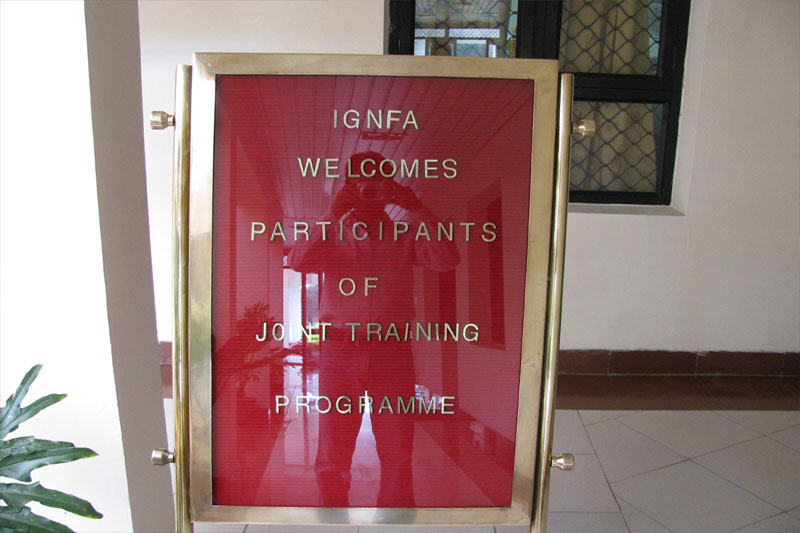 IGNFA
WELCOMES
PARTICIPANTS
OF
JOINT TRAINING
PROGRAMME